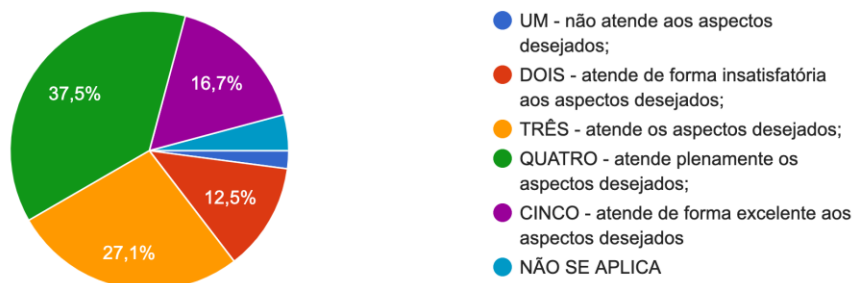 37,5%
16,7%
12,5%
27,1%
UM - não atende aos aspectos
desejados;
DOIS - atende de forma insatisfatória
aos aspectos desejados;
TRÊS - atende os aspectos desejados;
QUATRO - atende plenamente os
aspectos desejados;
CINCO - atende de forma excelente aos
aspectos desejados
NÃO SE APLICA